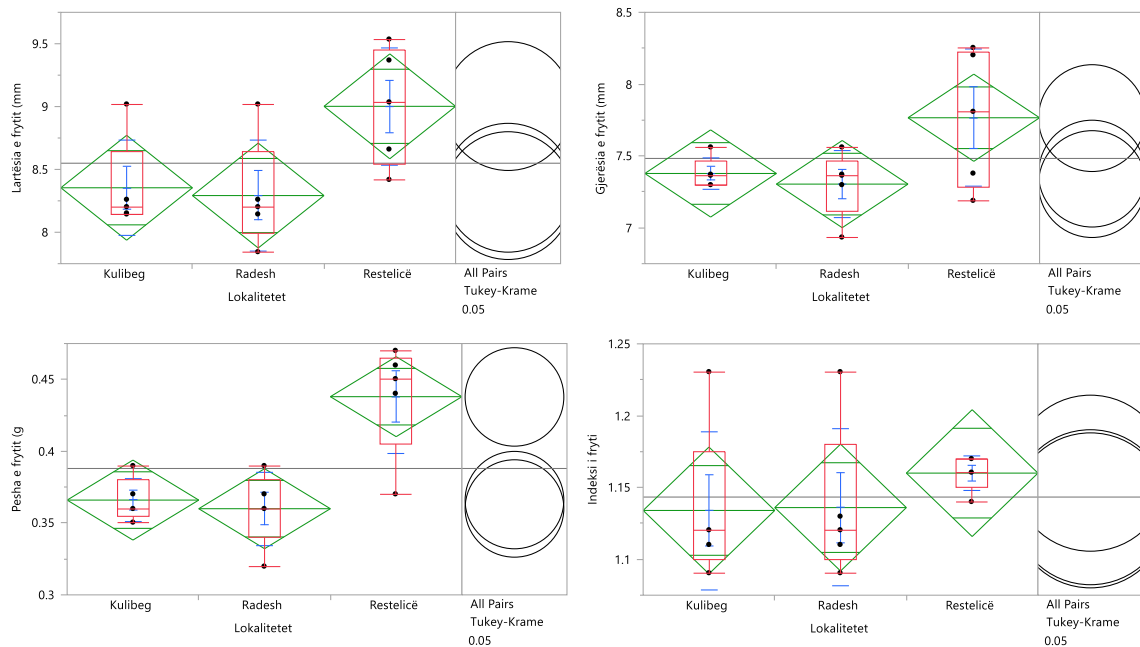 Lartësia e frytit (mm
9.5
9
8.5
8
Kulibeg
Radesh
Restelicë
Lokalitetet
All Pairs
Tukey-Krame
0.05
Gjerësia e frytit (mm
8.5
8
7.5
7
Kulibeg
Radesh
Restelicë
Lokalitetet
All Pairs
Tukey-Krame
0.05
Pesha e frytit (g
0.45
0.4
0.35
0.3
Kulibeg
Radesh
Restelicë
Lokalitetet
All Pairs
Tukey-Krame
0.05
Indeksi i fryti
1.25
1.2
1.15
1.1
Kulibeg
Radesh
Restelicë
Lokalitetet
All Pairs
Tukey-Krame
0.05